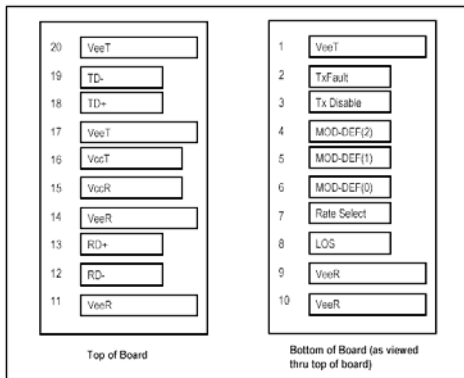 20 VeeT
19 TD-
18 TD+
17 VeeT
16 VccT
15 VccR
14 VeeR
13 RD+
12 RD-
11 VeeR
Top of Board
1 VeeT
2 TxFault
3 Tx Disable
4 MOD-DEF(2)
5 MOD-DEF(1)
6 MOD-DEF(0)
7 Rate Select
8 LOS
9 VeeR
10 VeeR
Bottom of Board (as viewed
thru top of board)